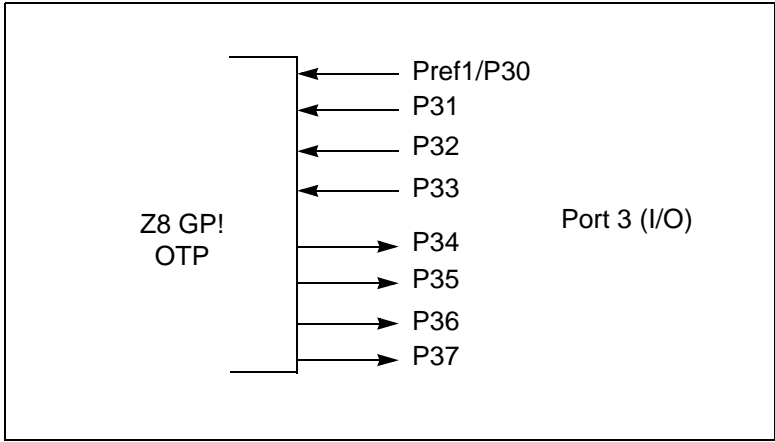 Pref1/P30
P31
P32
P33
Z8 GP!
OTP
Port 3 (I/O)
P34
P35
P36
P37